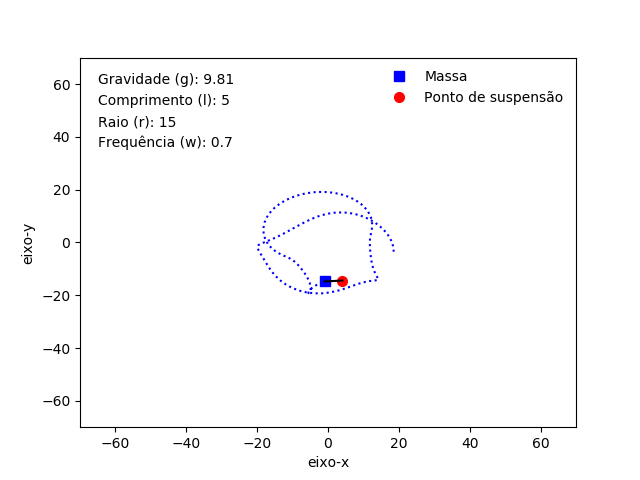 Gravidade (g): 9.81
Comprimento (l): 5
Raio (r): 15
Frequência (w): 0.7
Massa
Ponto de suspensão
60
40
20
0
−20
−40
−60
eixo-y
−60 −40 −20 0 20 40 60
eixo-x